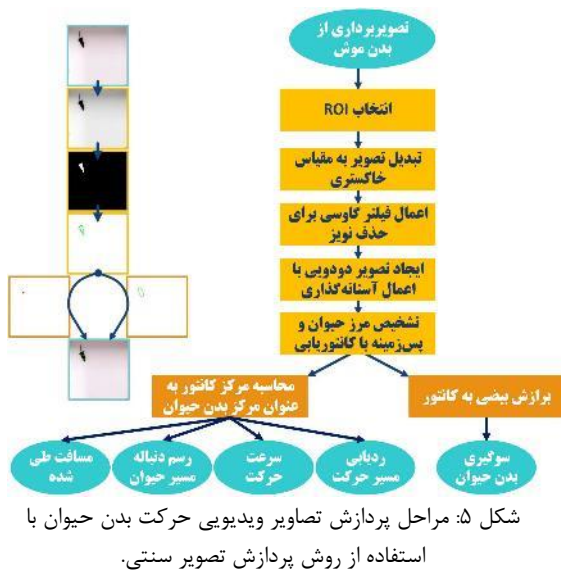 تصویربرداری از
بدن موش
انتخاب ROI
تبدیل تصویر به مقیاس
خاکستری
اعمال فیلتر گاوسی برای
حذف نویز
ایجاد تصویر دودویی با
اعمال آستانه‌گذاری
تشخیص مرز حیوان و
پس‌زمینه با کانتوریابی
برازش بیضی به کانتور
محاسبه مرکز کانتور به
عنوان مرکز بدن حیوان
سوگیری
بدن حیوان
ردیابی
مسیر حرکت
سرعت
حرکت
رسم دنباله
مسیر حیوان
مسافت طی
شده
شکل ۵: مراحل پردازش تصاویر ویدیویی حرکت بدن حیوان با
استفاده از روش پردازش تصویر سنتی.